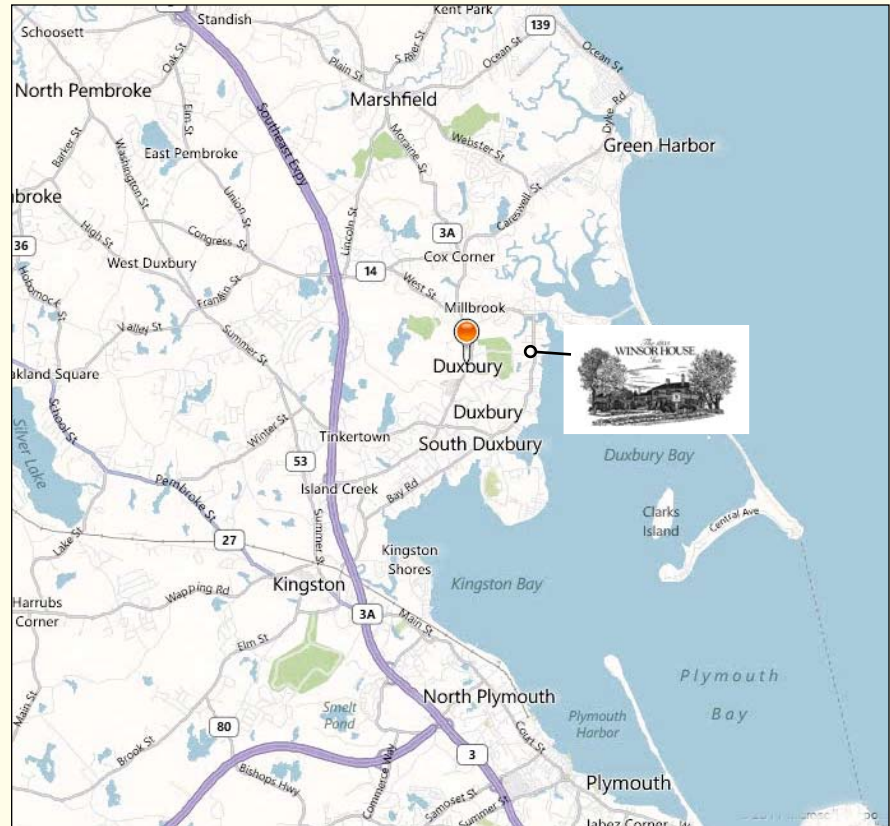 Standish
Kent Park
139
Schoosett
Oak St
Plain St
S River St
Ocean St
Ocean St
North Pembroke
Marshfield
Dyke Rd
Elm St
Southeast Expy
Moraine St
Webster St
Green Harbor
Barker St
Washington St
East Pembroke
Union St
Careswell St
Lincoln St
3A
High St
Congress St
36
West Duxbury
14
Cox Corner
Hobomock St
Franklin St
West St
Millbrook
Valley St
Summer St
The 1803
WINSOR HOUSE
Inn
Duxbury
akland Square
Duxbury
School St
Tinkertown
South Duxbury
Silver Lake
Winter St
Duxbury Bay
53
Island Creek
Pembroke St
Bay Rd
Clarks
Island
Central Ave
27
Summer St
Lake St
Kingston
Shores
Kingston
Kingston Bay
Wapping Rd
Harrubs
Corner
3A
Main St
Elm St
Plymouth
Bay
Main St
North Plymouth
Smelt
Pond
Plymouth
Harbor
80
Brook St
Court St
3
Bishops Hwy
Commerce Way
Plymouth
Samoset St
Summer St
Jabez Corner